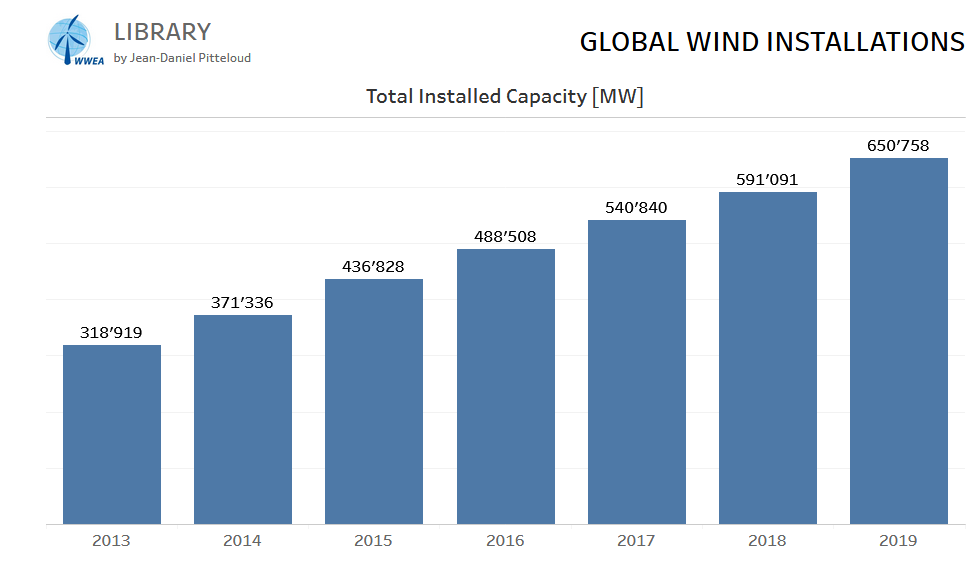 WWEA
LIBRARY
by Jean-Daniel Pitteloud
GLOBAL WIND INSTALLATIONS
Total Installed Capacity [MW]
318’919
371’336
436’828
488’508
540’840
591’091
650’758
2013 2014 2015 2016 2017 2018 2019